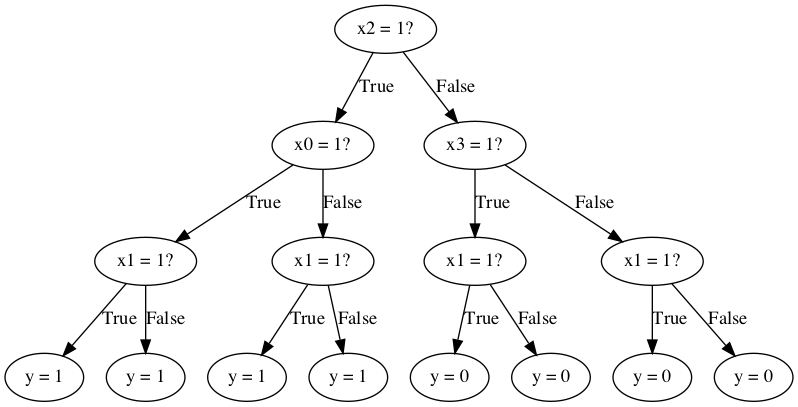 x2 = 1?
True
False
x0 = 1?
x3 = 1?
True
False
True
False
x1 = 1?
x1 = 1?
x1 = 1?
x1 = 1?
True
False
True
False
True
False
True
False
y = 1
y = 1
y = 1
y = 1
y = 0
y = 0
y = 0
y = 0